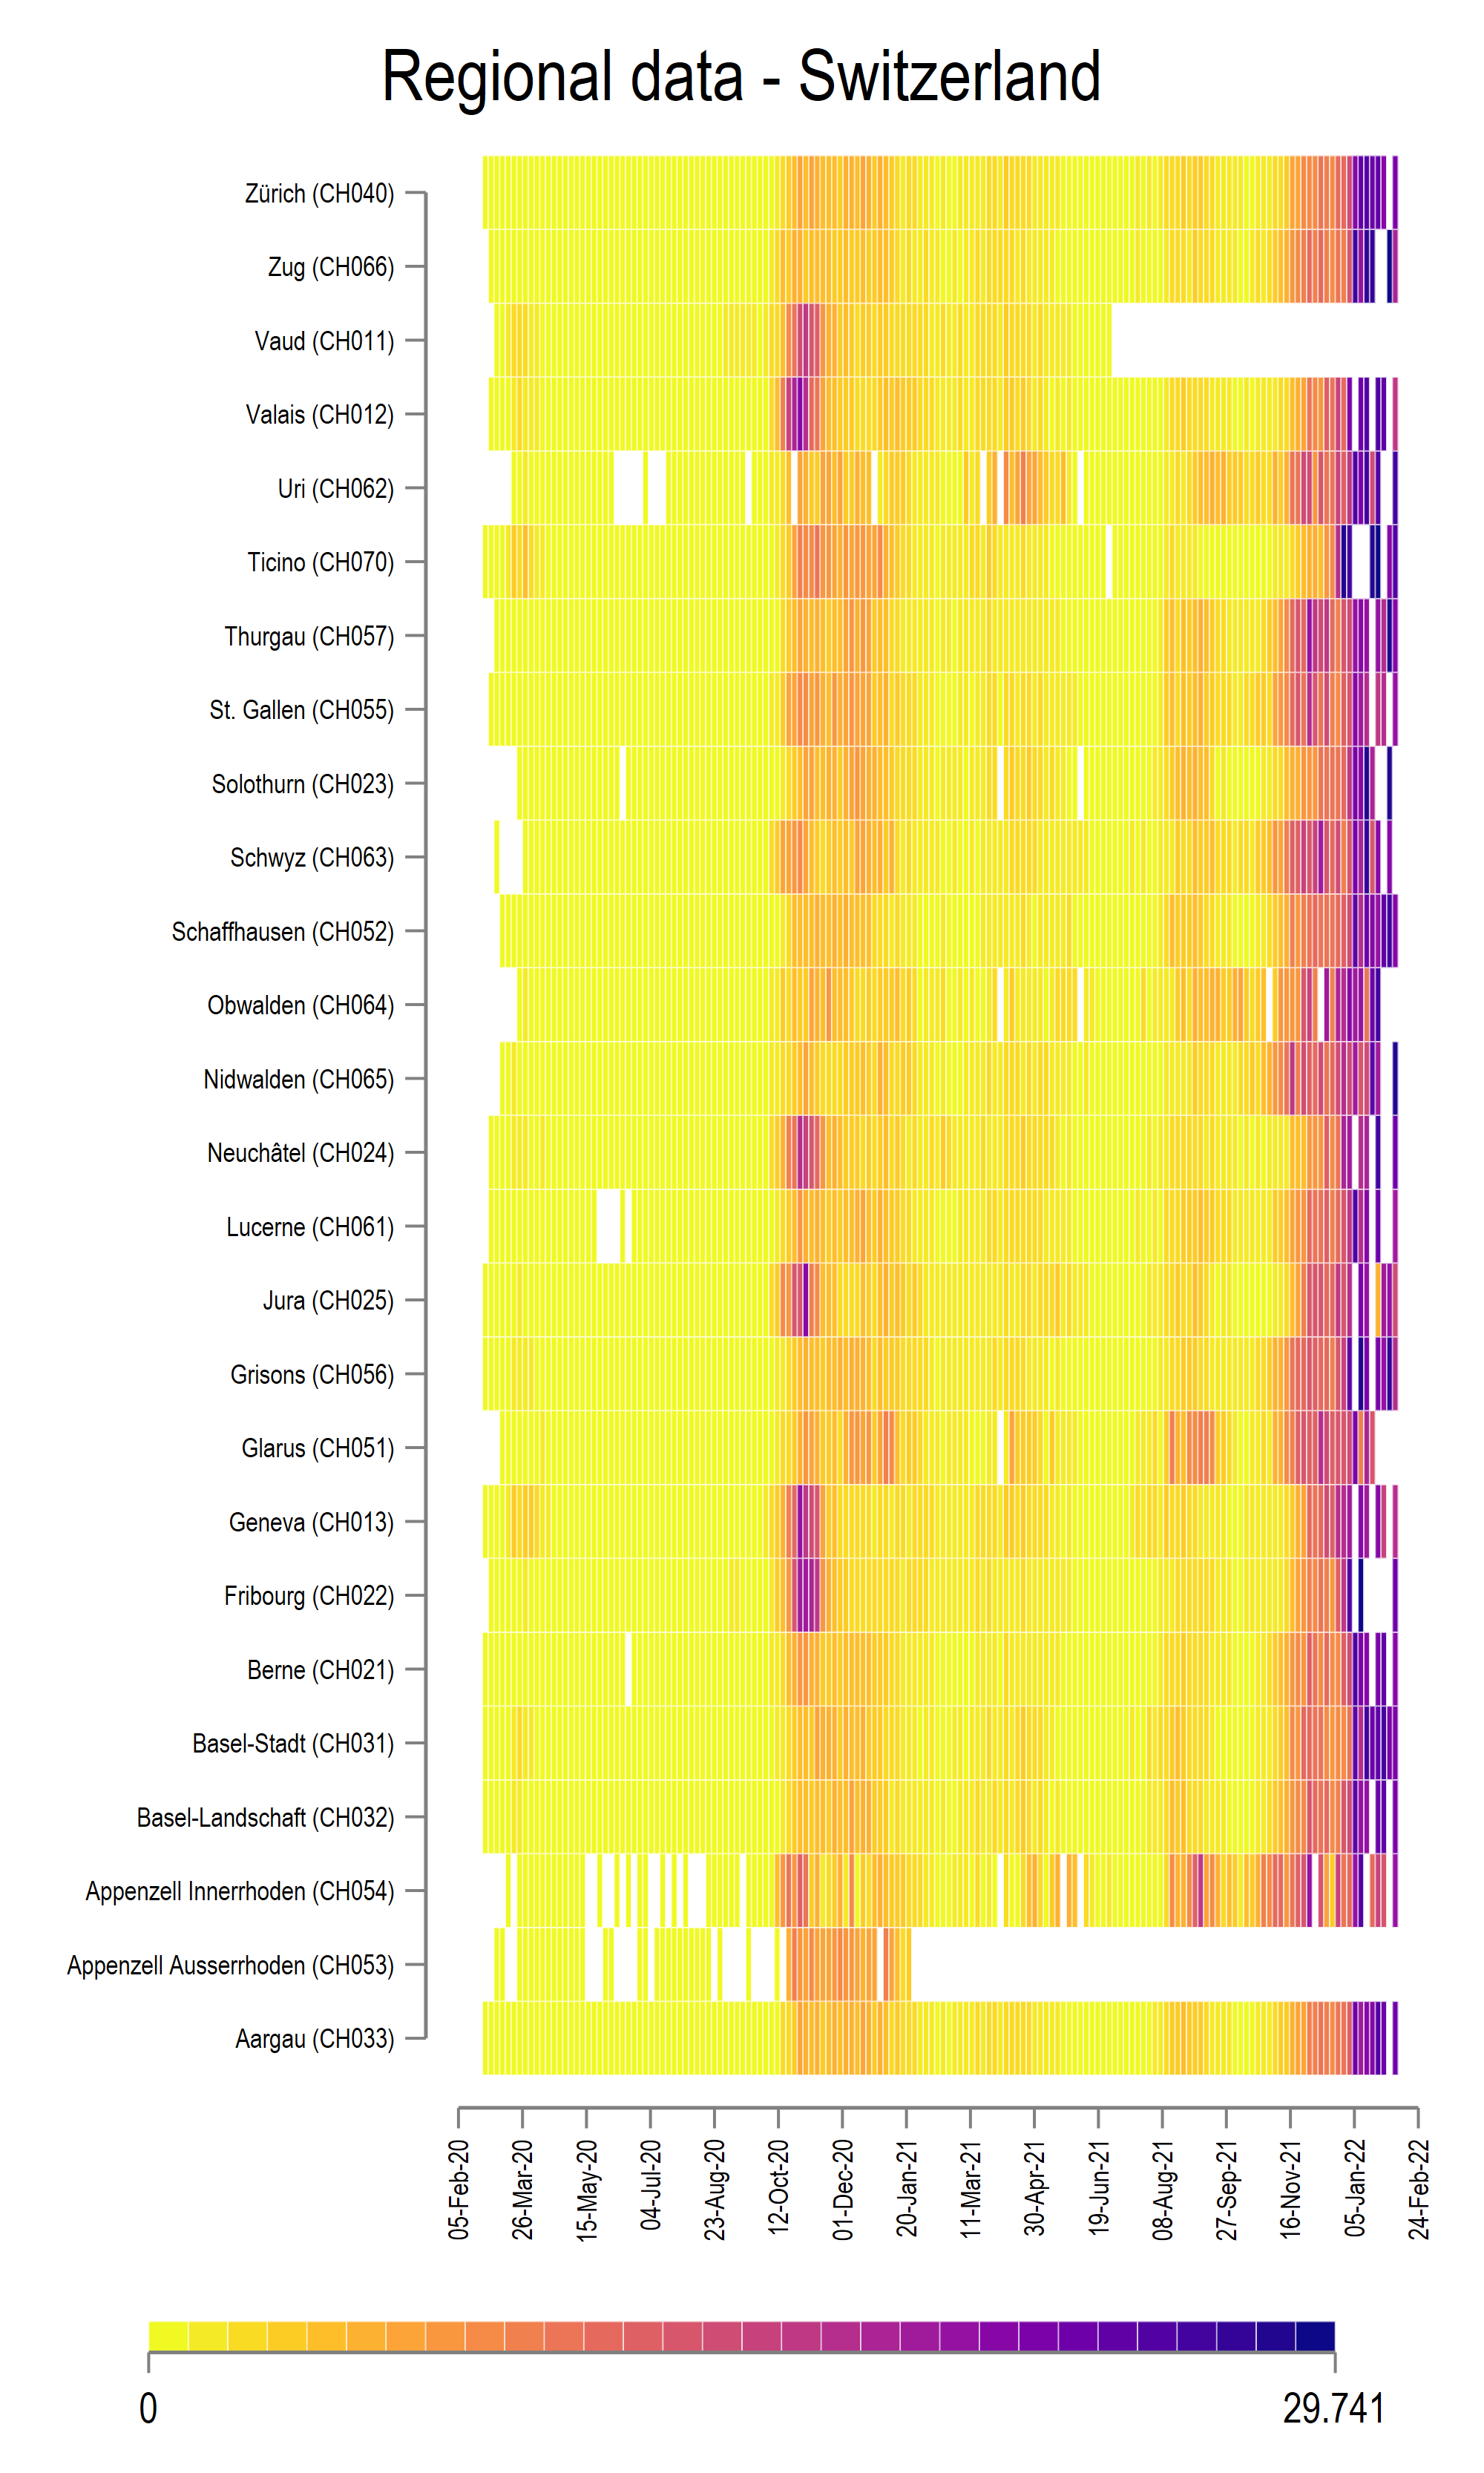 Regional data - Switzerland
Zürich (CH040)
Zug (CH066)
Vaud (CH011)
Valais (CH012)
Uri (CH062)
Ticino (CH070)
Thurgau (CH057)
St. Gallen (CH055)
Solothurn (CH023)
Schwyz (CH063)
Schaffhausen (CH052)
Obwalden (CH064)
Nidwalden (CH065)
Neuchâtel (CH024)
Lucerne (CH061)
Jura (CH025)
Grisons (CH056)
Glarus (CH051)
Geneva (CH013)
Fribourg (CH022)
Berne (CH021)
Basel-Stadt (CH031)
Basel-Landschaft (CH032)
Appenzell Innerrhoden (CH054)
Appenzell Ausserrhoden (CH053)
Aargau (CH033)
05-Feb-20
26-Mar-20
15-May-20
04-Jul-20
23-Aug-20
12-Oct-20
01-Dec-20
20-Jan-21
11-Mar-21
30-Apr-21
19-Jun-21
08-Aug-21
27-Sep-21
16-Nov-21
05-Jan-22
24-Feb-22
0
29.741